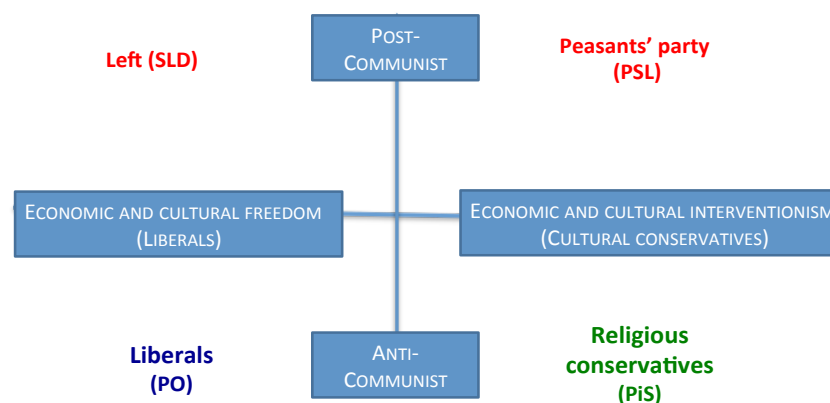 POST-
COMMUNIST
Left (SLD)
Peasants’ party
(PSL)
ECONOMIC AND CULTURAL FREEDOM
(LIBERALS)
ECONOMIC AND CULTURAL INTERVENTIONISM
(CULTURAL CONSERVATIVES)
Liberals
(PO)
ANTI-
COMMUNIST
Religious
conservatives
(PiS)